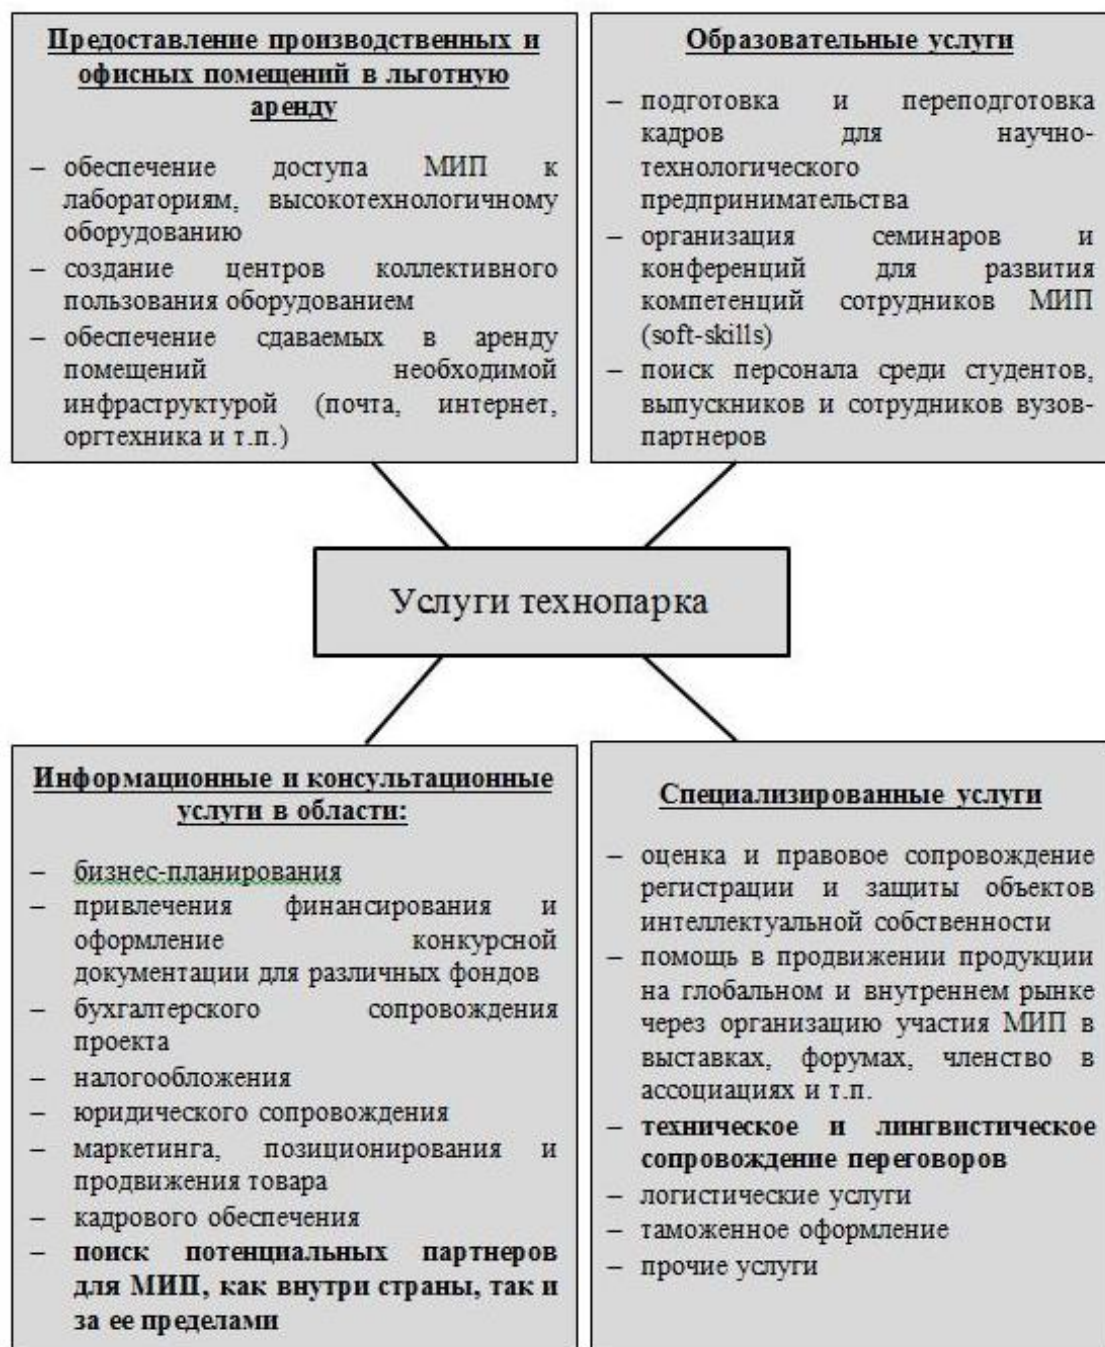 Предоставление производственных и
офисных помещений в льготную
аренду
– обеспечение доступа МИП к
лабораториям, высокотехнологичному
оборудованию
– создание центров коллективного
пользования оборудованием
– обеспечение сдаваемых в аренду
помещений необходимой
инфраструктурой (почта, интернет,
оргтехника и т.п.)
Образовательные услуги
– подготовка и переподготовка
кадров для научно-
технологического
предпринимательства
– организация семинаров и
конференций для развития
компетенций сотрудников МИП
(soft-skills)
– поиск персонала среди студентов,
выпускников и сотрудников вузов-
партнеров
Услуги технопарка
Информационные и консультационные
услуги в области:
– бизнес-планирования
– привлечения финансирования и
оформление конкурсной
документации для различных фондов
– бухгалтерского сопровождения
проекта
– налогообложения
– юридического сопровождения
– маркетинга, позиционирования и
продвижения товара
– кадрового обеспечения
– поиск потенциальных партнеров
для МИП, как внутри страны, так и
за ее пределами
Специализированные услуги
– оценка и правовое сопровождение
регистрации и защиты объектов
интеллектуальной собственности
– помощь в продвижении продукции
на глобальном и внутреннем рынке
через организацию участия МИП в
выставках, форумах, членство в
ассоциациях и т.п.
– техническое и лингвистическое
сопровождение переговоров
– логистические услуги
– таможенное оформление
– прочие услуги